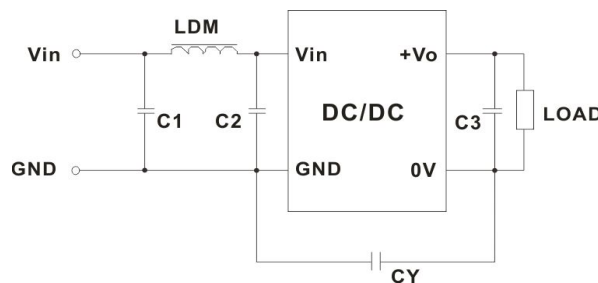 LDM
Vin
Vin
+Vo
C1
C2
DC/DC
C3
LOAD
GND
GND
0V
CY